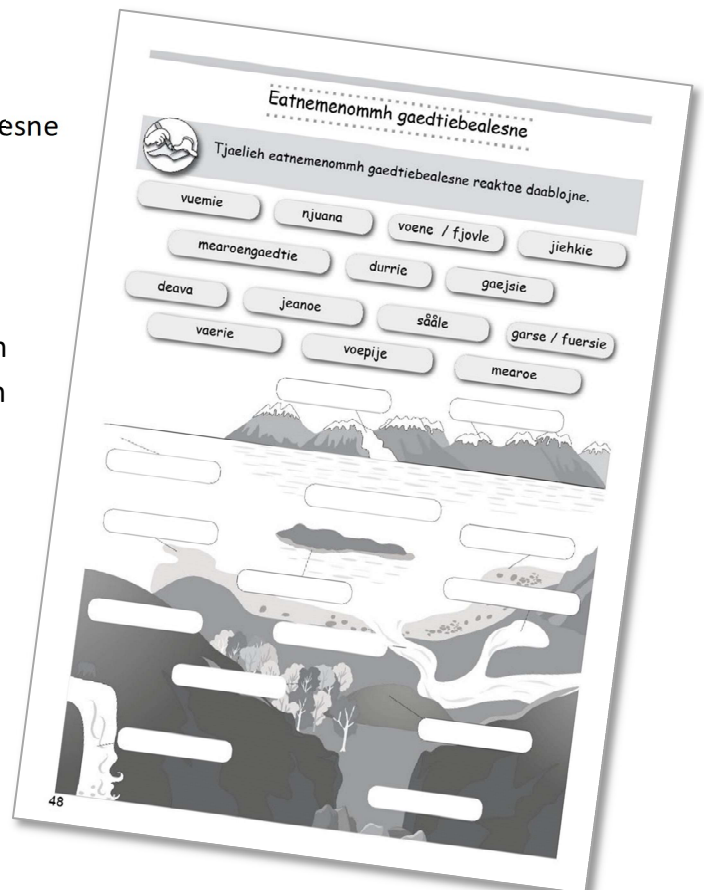 esne
Eatnemenommh gaedtiebealesne
Tjaelieh eatnemenommh gaedtiebealesne reaktoe daablojne.
vuemie
njuana
voene / fjovle
jiehkie
mearoengaedtie
durrie
gaejsie
deava
jeanoe
sååle
garse / fuersie
vaerie
voepije
mearoe
48